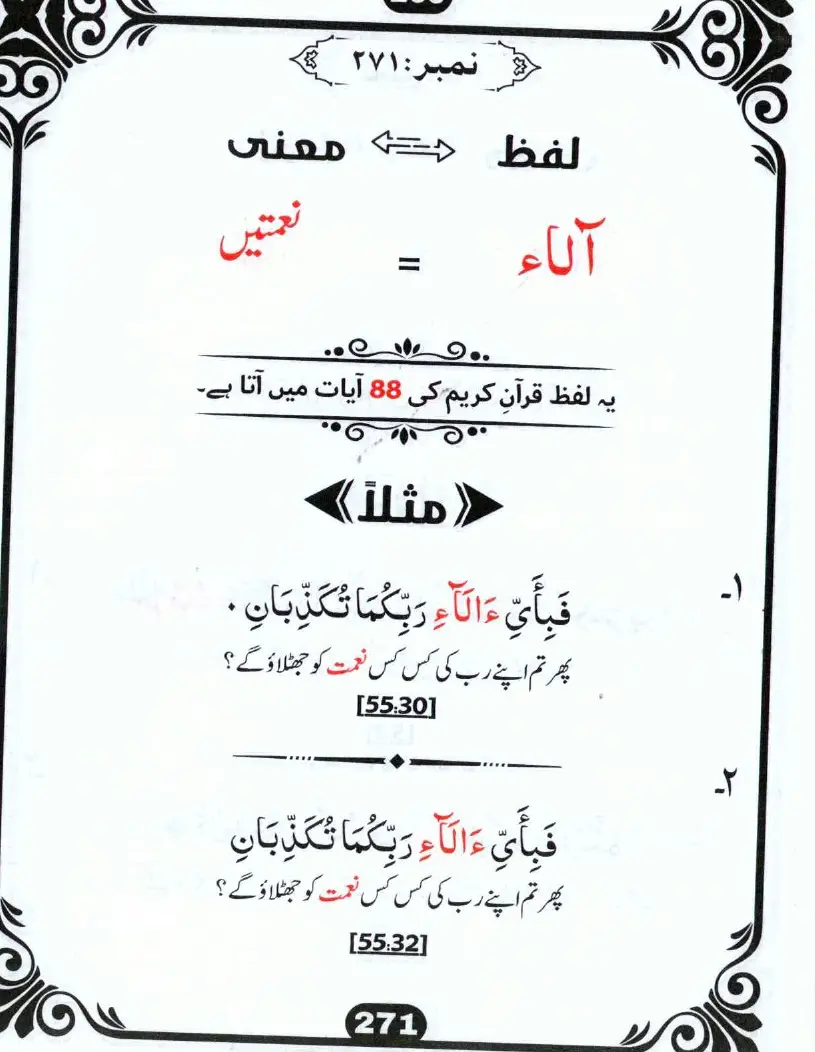 نمبر: ۲۷۱
لفظ معنی
آلاء = نعمتیں
یہ لفظ قرآنِ کریم کی 88 آیات میں آتا ہے۔
مثلاً
۱۔
فَبِأَيِّ ءَالَآءِ رَبِّكُمَا تُكَذِّبَانِ ۰
پھر تم اپنے رب کی کس کس نعمت کو جھٹلاؤ گے؟
[55:30]
۲۔
فَبِأَيِّ ءَالَآءِ رَبِّكُمَا تُكَذِّبَانِ
پھر تم اپنے رب کی کس کس نعمت کو جھٹلاؤ گے؟
[55:32]
271